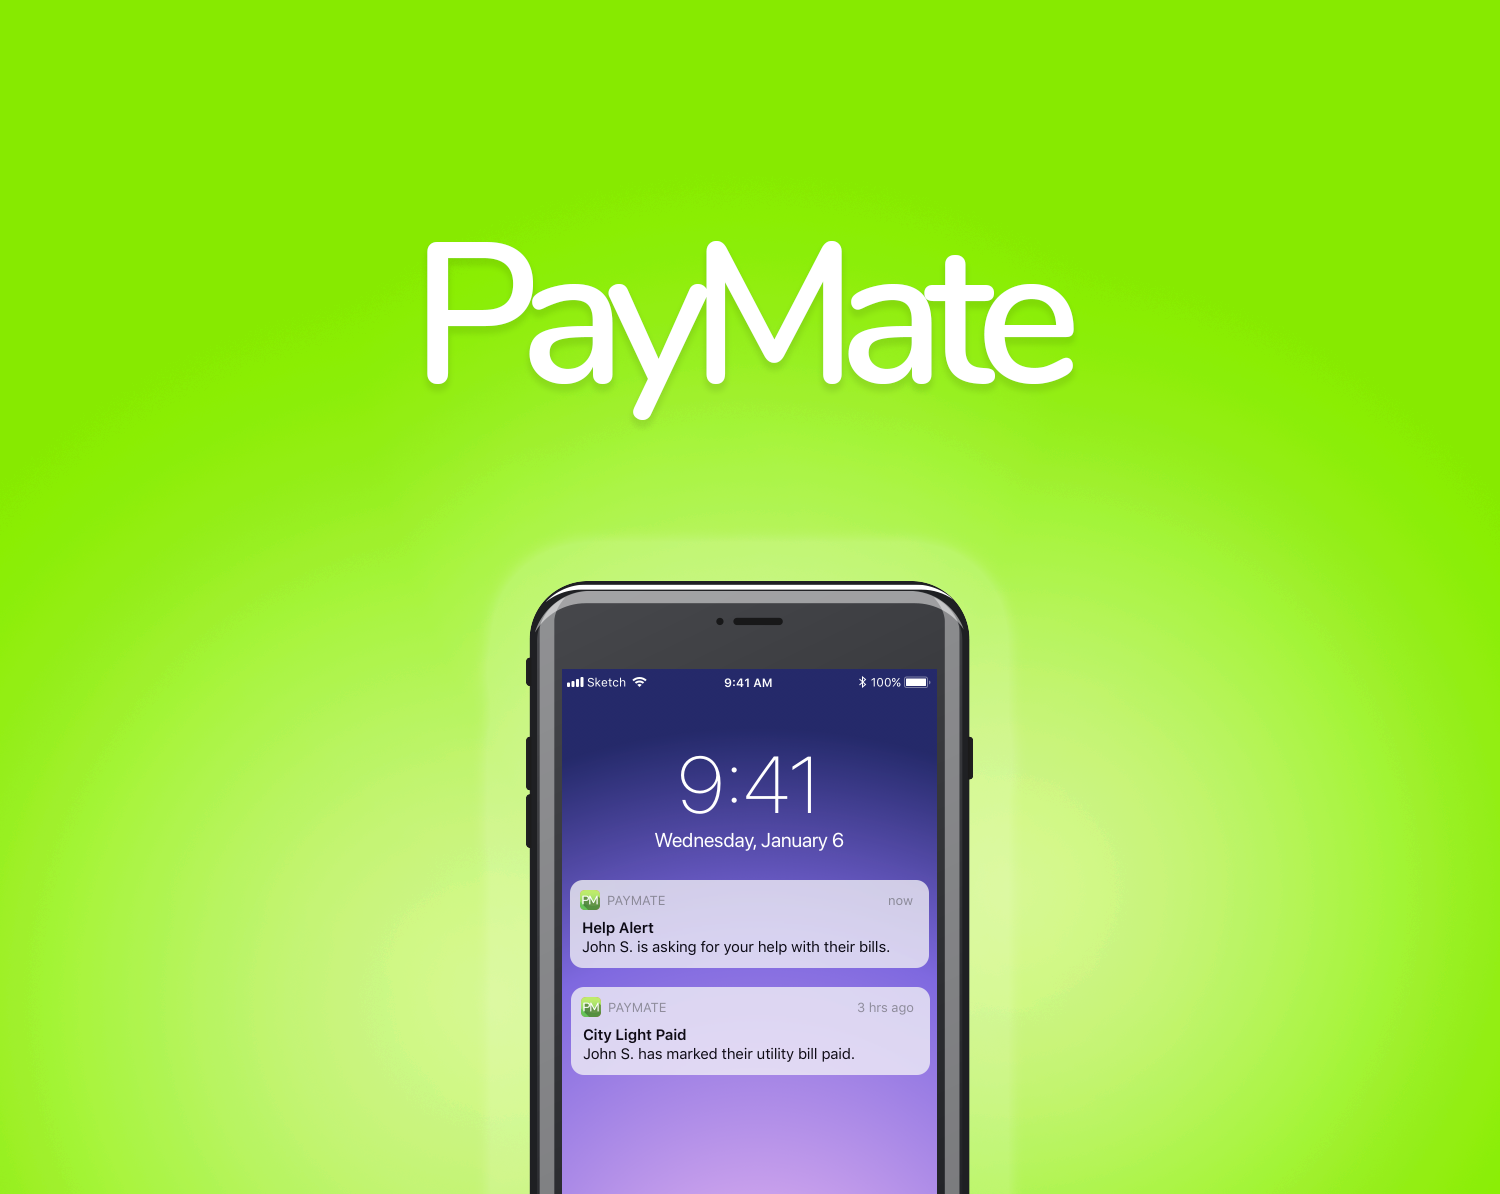 PayMate
Sketch 9:41 AM 100%
9:41
Wednesday, January 6
PM PAYMATE now
Help Alert
John S. is asking for your help with their bills.
PM PAYMATE 3 hrs ago
City Light Paid
John S. has marked their utility bill paid.